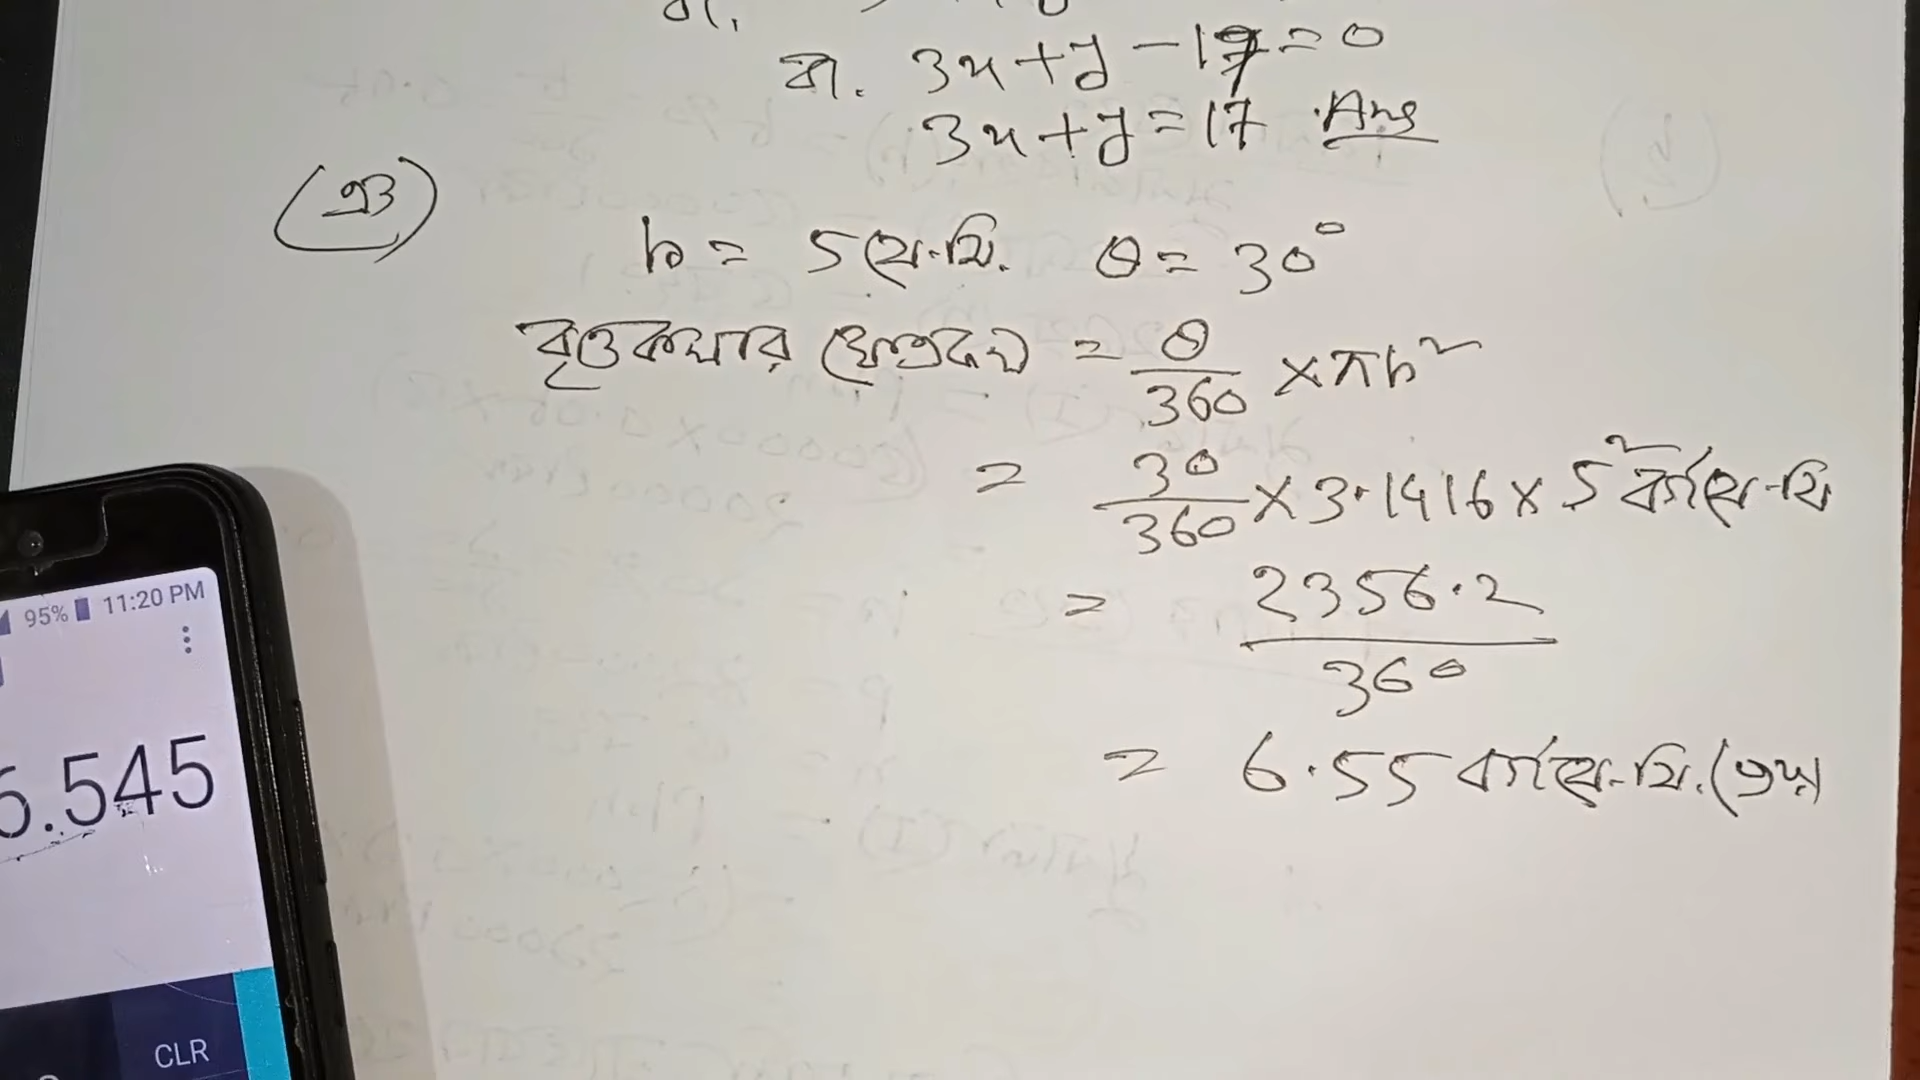 বা. 3x+y-17=0
3x+y=17 Ans
(ঞ)
r = 5 সে.মি. θ = 30°
বৃত্তকলার ক্ষেত্রফল = θ/360 × πr²
= 30/360 × 3.1416 × 5² বর্গসে.মি
= 2356.2/360
= 6.55 বর্গসে.মি. (প্রায়)
95% 11:20 PM
6.545
CLR